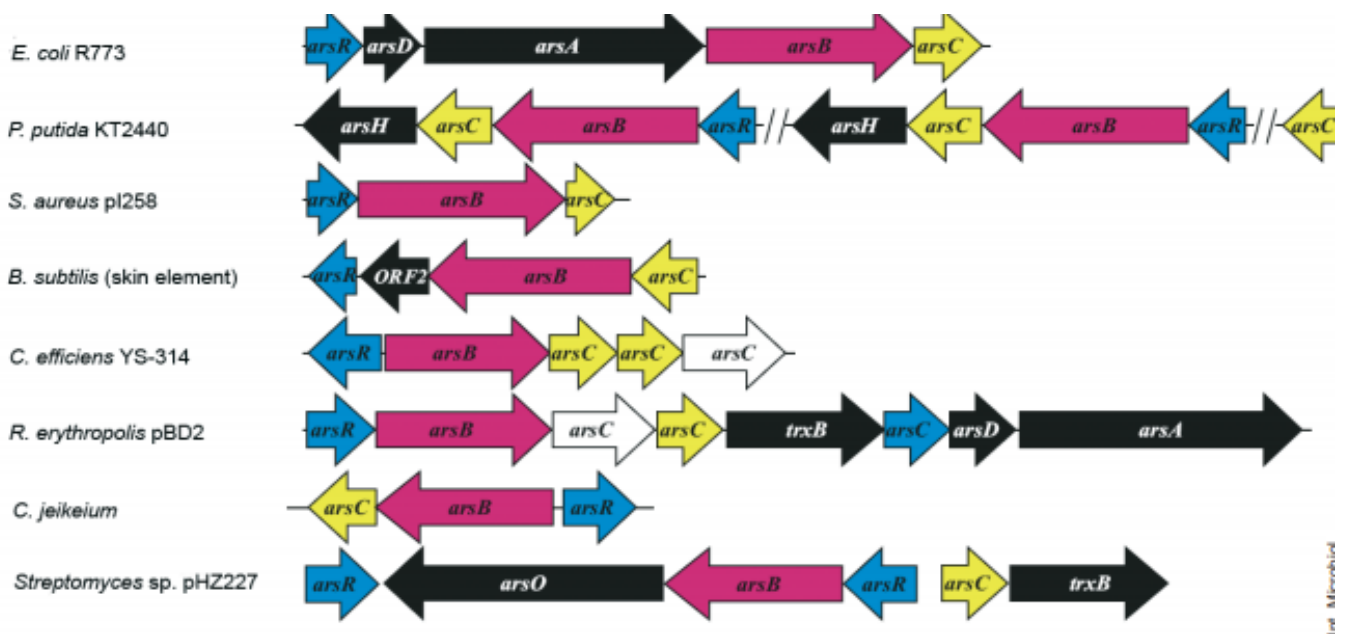 E. coli R773 arsR arsD arsA arsB arsC
P. putida KT2440 arsH arsC arsB arsR // arsH arsC arsB arsR // arsC
S. aureus pI258 arsR arsB arsC
B. subtilis (skin element) arsR ORF2 arsB arsC
C. efficiens YS-314 arsR arsB arsC arsC arsC
R. erythropolis pBD2 arsR arsB arsC arsC trxB arsC arsD arsA
C. jeikeium arsC arsB arsR
Streptomyces sp. pHZ227 arsR arsO arsB arsR arsC trxB
Int. Microbiol